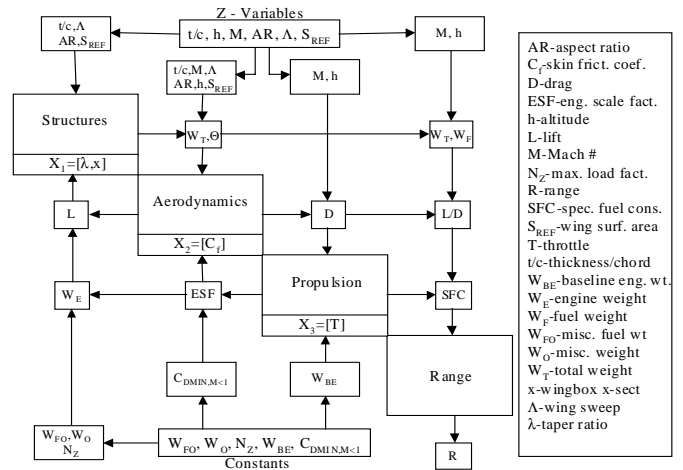 Z - Variables
t/c,Λ
AR,S_REF
t/c, h, M, AR, Λ, S_REF
M, h
t/c,M,Λ
AR,h,S_REF
M, h
Structures
X_1=[λ,x]
W_T,Θ
W_T,W_F
Aerodynamics
X_2=[C_f]
L
D
L/D
Propulsion
X_3=[T]
W_E
ESF
SFC
C_DMIN,M<1
W_BE
Range
W_FO,W_O
N_Z
W_FO, W_O, N_Z, W_BE, C_DMIN,M<1
Constants
R
AR-aspect ratio
C_f-skin frict. coef.
D-drag
ESF-eng. scale fact.
h-altitude
L-lift
M-Mach #
N_Z-max. load fact.
R-range
SFC-spec. fuel cons.
S_REF-wing surf. area
T-throttle
t/c-thickness/chord
W_BE-baseline eng. wt.
W_E-engine weight
W_F-fuel weight
W_FO-misc. fuel wt
W_O-misc. weight
W_T-total weight
x-wingbox x-sect
Λ-wing sweep
λ-taper ratio